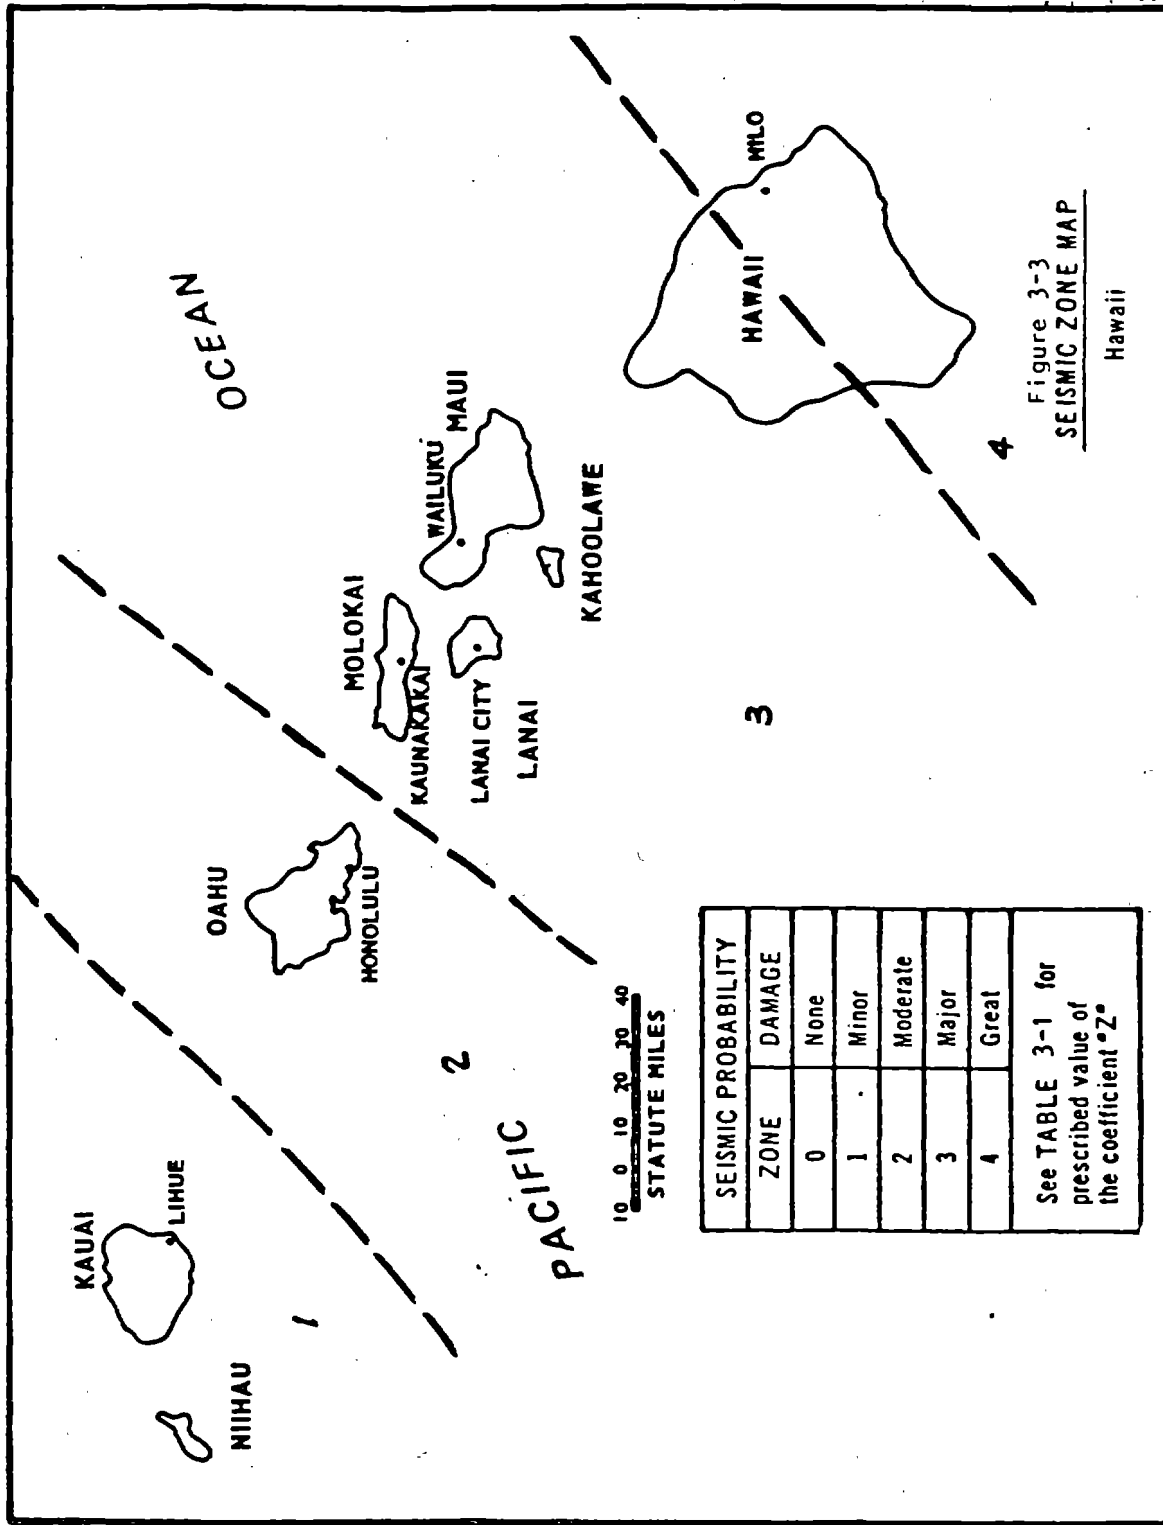 OCEAN
PACIFIC
KAUAI
LIHUE
NIIHAU
1
OAHU
HONOLULU
2
MOLOKAI
KAUNAKAKAI
LANAI CITY
LANAI
WAILUKU
MAUI
KAHOOLAWE
3
HAWAII
HILO
4
10 0 10 20 30 40
STATUTE MILES
SEISMIC PROBABILITY
ZONE DAMAGE
0 None
1 Minor
2 Moderate
3 Major
4 Great
See TABLE 3-1 for
prescribed value of
the coefficient "Z"
Figure 3-3
SEISMIC ZONE MAP
Hawaii